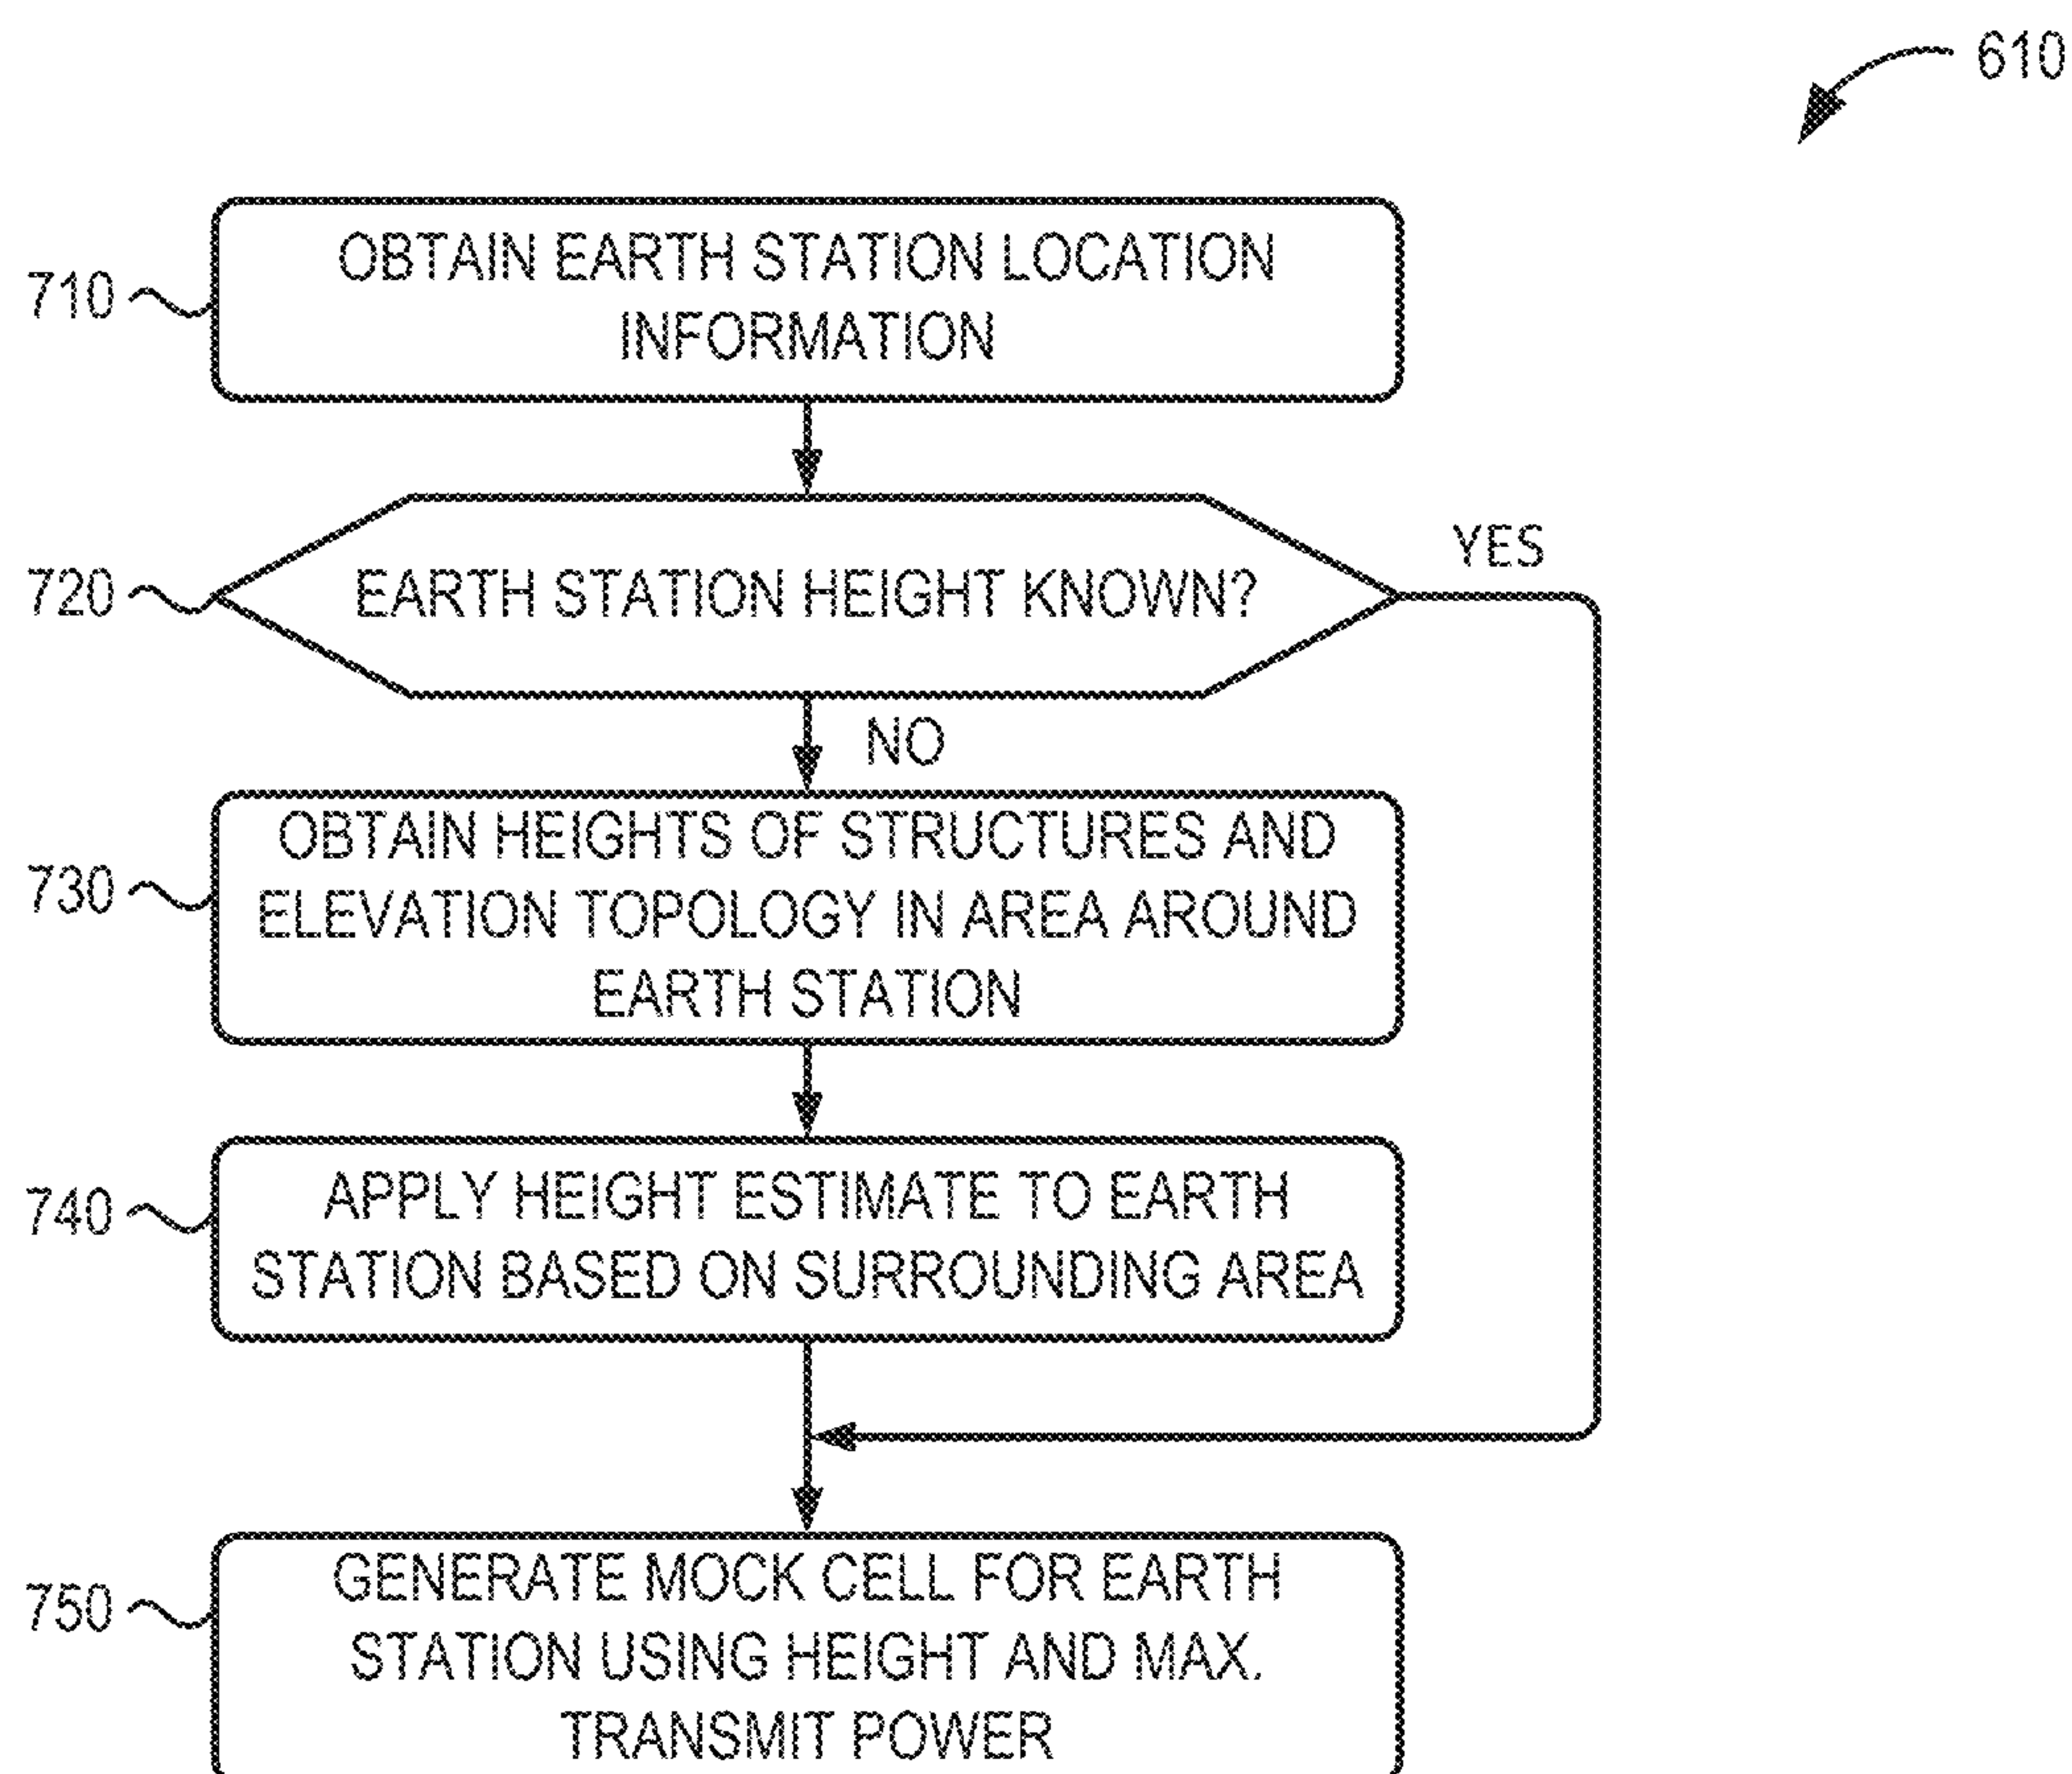 610
710
OBTAIN EARTH STATION LOCATION
INFORMATION
720
EARTH STATION HEIGHT KNOWN?
YES
NO
730
OBTAIN HEIGHTS OF STRUCTURES AND
ELEVATION TOPOLOGY IN AREA AROUND
EARTH STATION
740
APPLY HEIGHT ESTIMATE TO EARTH
STATION BASED ON SURROUNDING AREA
750
GENERATE MOCK CELL FOR EARTH
STATION USING HEIGHT AND MAX.
TRANSMIT POWER